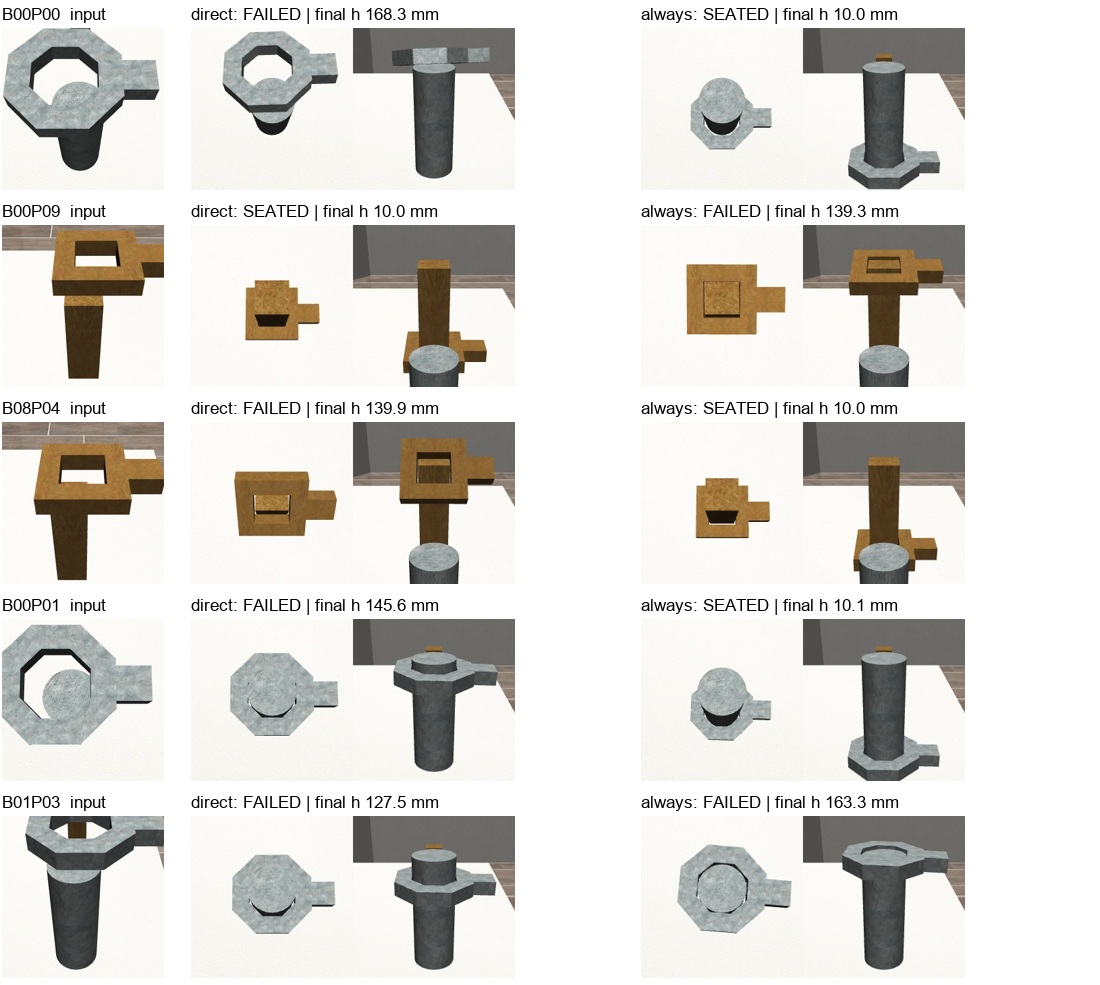 B00P00 input direct: FAILED | final h 168.3 mm always: SEATED | final h 10.0 mm
B00P09 input direct: SEATED | final h 10.0 mm always: FAILED | final h 139.3 mm
B08P04 input direct: FAILED | final h 139.9 mm always: SEATED | final h 10.0 mm
B00P01 input direct: FAILED | final h 145.6 mm always: SEATED | final h 10.1 mm
B01P03 input direct: FAILED | final h 127.5 mm always: FAILED | final h 163.3 mm